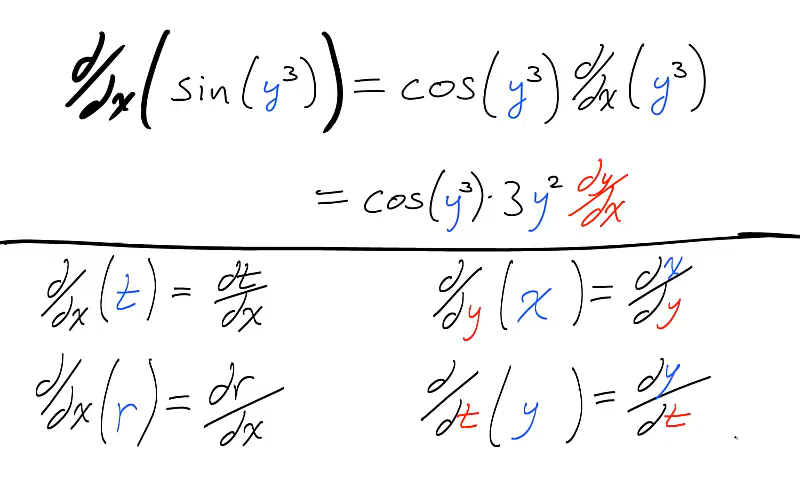 d/dx (sin(y³)) = cos(y³) d/dx (y³)
= cos(y³) · 3y² dy/dx
d/dx (t) = dt/dx
d/dy (x) = dx/dy
d/dx (r) = dr/dx
d/dt (y) = dy/dt